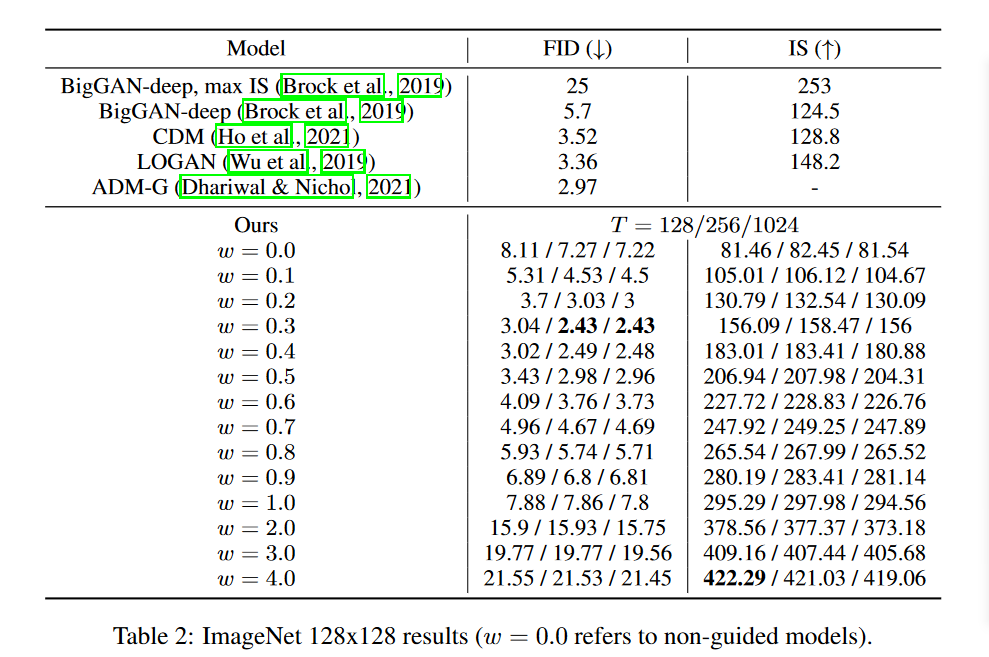 Model FID (↓) IS (↑)
BigGAN-deep, max IS (Brock et al., 2019) 25 253
BigGAN-deep (Brock et al., 2019) 5.7 124.5
CDM (Ho et al., 2021) 3.52 128.8
LOGAN (Wu et al., 2019) 3.36 148.2
ADM-G (Dhariwal & Nichol, 2021) 2.97 -
Ours T = 128/256/1024
w = 0.0 8.11 / 7.27 / 7.22 81.46 / 82.45 / 81.54
w = 0.1 5.31 / 4.53 / 4.5 105.01 / 106.12 / 104.67
w = 0.2 3.7 / 3.03 / 3 130.79 / 132.54 / 130.09
w = 0.3 3.04 / 2.43 / 2.43 156.09 / 158.47 / 156
w = 0.4 3.02 / 2.49 / 2.48 183.01 / 183.41 / 180.88
w = 0.5 3.43 / 2.98 / 2.96 206.94 / 207.98 / 204.31
w = 0.6 4.09 / 3.76 / 3.73 227.72 / 228.83 / 226.76
w = 0.7 4.96 / 4.67 / 4.69 247.92 / 249.25 / 247.89
w = 0.8 5.93 / 5.74 / 5.71 265.54 / 267.99 / 265.52
w = 0.9 6.89 / 6.8 / 6.81 280.19 / 283.41 / 281.14
w = 1.0 7.88 / 7.86 / 7.8 295.29 / 297.98 / 294.56
w = 2.0 15.9 / 15.93 / 15.75 378.56 / 377.37 / 373.18
w = 3.0 19.77 / 19.77 / 19.56 409.16 / 407.44 / 405.68
w = 4.0 21.55 / 21.53 / 21.45 422.29 / 421.03 / 419.06
Table 2: ImageNet 128x128 results (w = 0.0 refers to non-guided models).